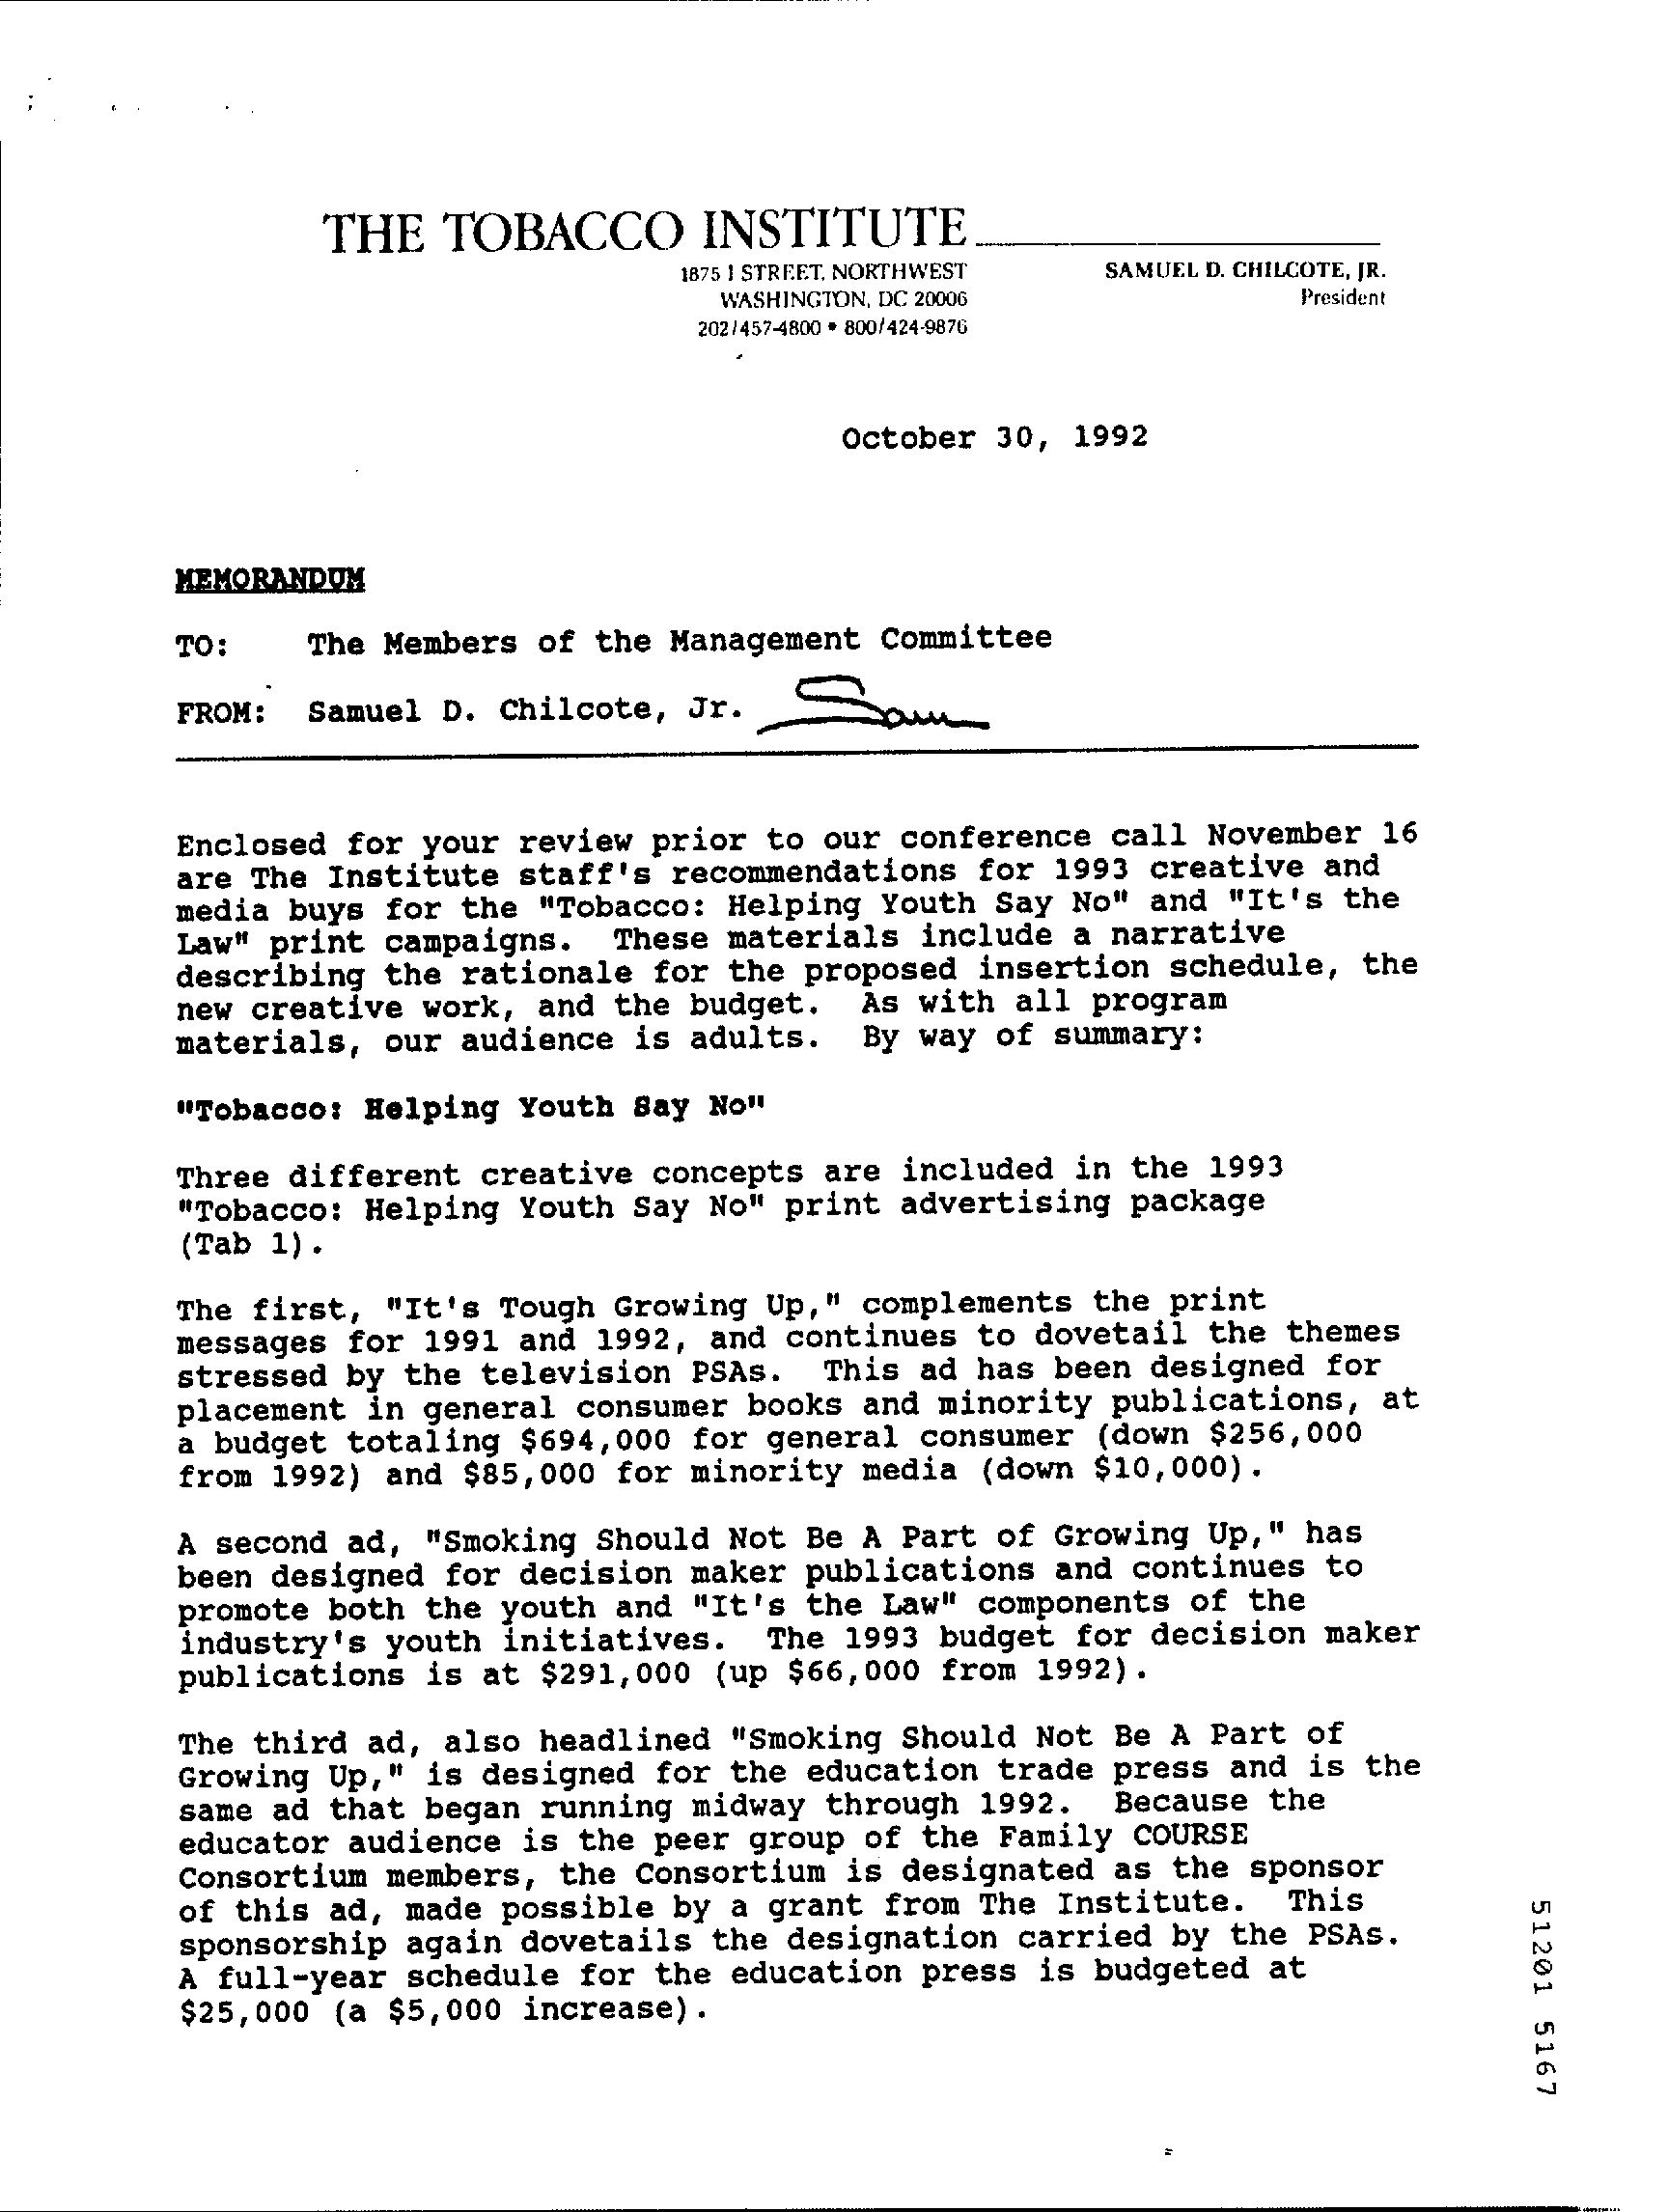 THE TOBACCO INSTITUTE
1875 I STREET, NORTHWEST
WASHINGTON, DC 20006
202/457-4800 • 800/424-9876
SAMUEL D. CHILCOTE, JR.
President
October 30, 1992
MEMORANDUM
TO: The Members of the Management Committee
FROM: Samuel D. Chilcote, Jr. Sam
Enclosed for your review prior to our conference call November 16
are The Institute staff's recommendations for 1993 creative and
media buys for the "Tobacco: Helping Youth Say No" and "It's the
Law" print campaigns. These materials include a narrative
describing the rationale for the proposed insertion schedule, the
new creative work, and the budget. As with all program
materials, our audience is adults. By way of summary:
"Tobacco: Helping Youth Say No"
Three different creative concepts are included in the 1993
"Tobacco: Helping Youth Say No" print advertising package
(Tab 1).
The first, "It's Tough Growing Up," complements the print
messages for 1991 and 1992, and continues to dovetail the themes
stressed by the television PSAs. This ad has been designed for
placement in general consumer books and minority publications, at
a budget totaling $694,000 for general consumer (down $256,000
from 1992) and $85,000 for minority media (down $10,000).
A second ad, "Smoking Should Not Be A Part of Growing Up," has
been designed for decision maker publications and continues to
promote both the youth and "It's the Law" components of the
industry's youth initiatives. The 1993 budget for decision maker
publications is at $291,000 (up $66,000 from 1992).
The third ad, also headlined "Smoking Should Not Be A Part of
Growing Up," is designed for the education trade press and is the
same ad that began running midway through 1992. Because the
educator audience is the peer group of the Family COURSE
Consortium members, the Consortium is designated as the sponsor
of this ad, made possible by a grant from The Institute. This
sponsorship again dovetails the designation carried by the PSAs.
A full-year schedule for the education press is budgeted at
$25,000 (a $5,000 increase).
51201 5167